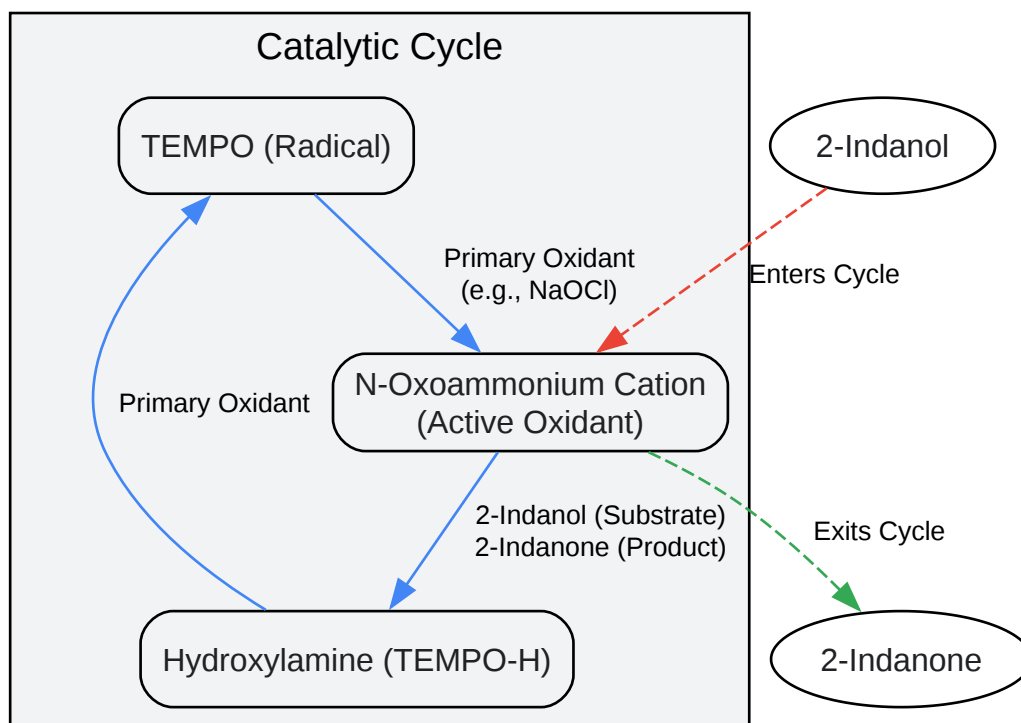 Catalytic Cycle
TEMPO (Radical)
2-Indanol
Primary Oxidant
(e.g., NaOCl)
Enters Cycle
N-Oxoammonium Cation
(Active Oxidant)
Primary Oxidant
2-Indanol (Substrate)
2-Indanone (Product)
Exits Cycle
Hydroxylamine (TEMPO-H)
2-Indanone